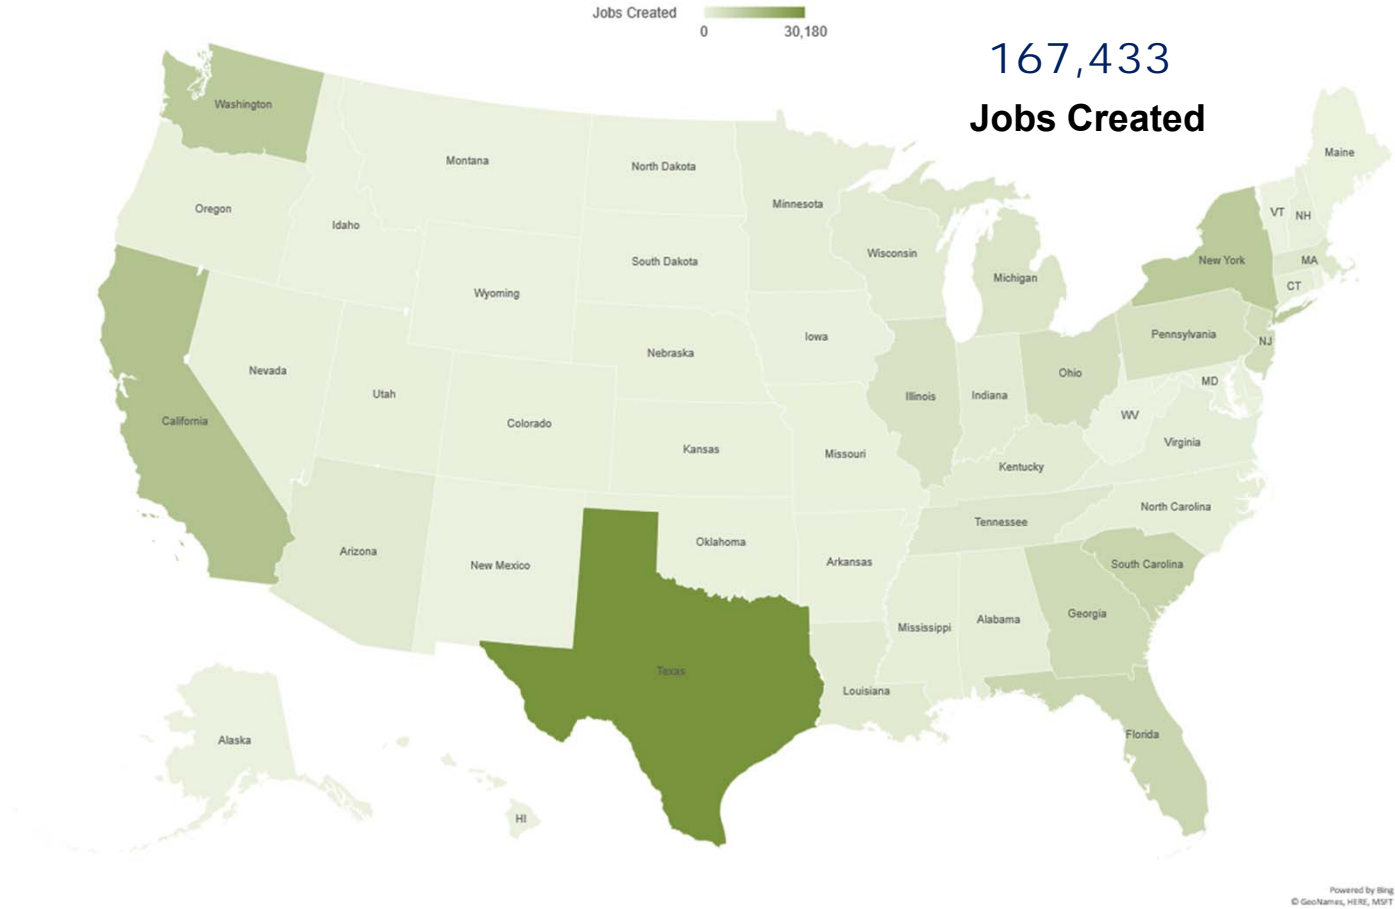 Jobs Created
0 30,180
167,433
Jobs Created
Washington
Montana
North Dakota
Minnesota
Maine
Oregon
Idaho
VT
NH
Wisconsin
South Dakota
Michigan
New York
MA
CT
Wyoming
Iowa
Pennsylvania
NJ
Nebraska
Nevada
Utah
Ohio
MD
Illinois
Indiana
California
Colorado
WV
Kansas
Missouri
Virginia
Kentucky
North Carolina
Tennessee
Arizona
New Mexico
Oklahoma
Arkansas
South Carolina
Georgia
Mississippi
Alabama
Texas
Louisiana
Florida
Alaska
HI
Powered by Bing
© GeoNames, HERE, MSFT